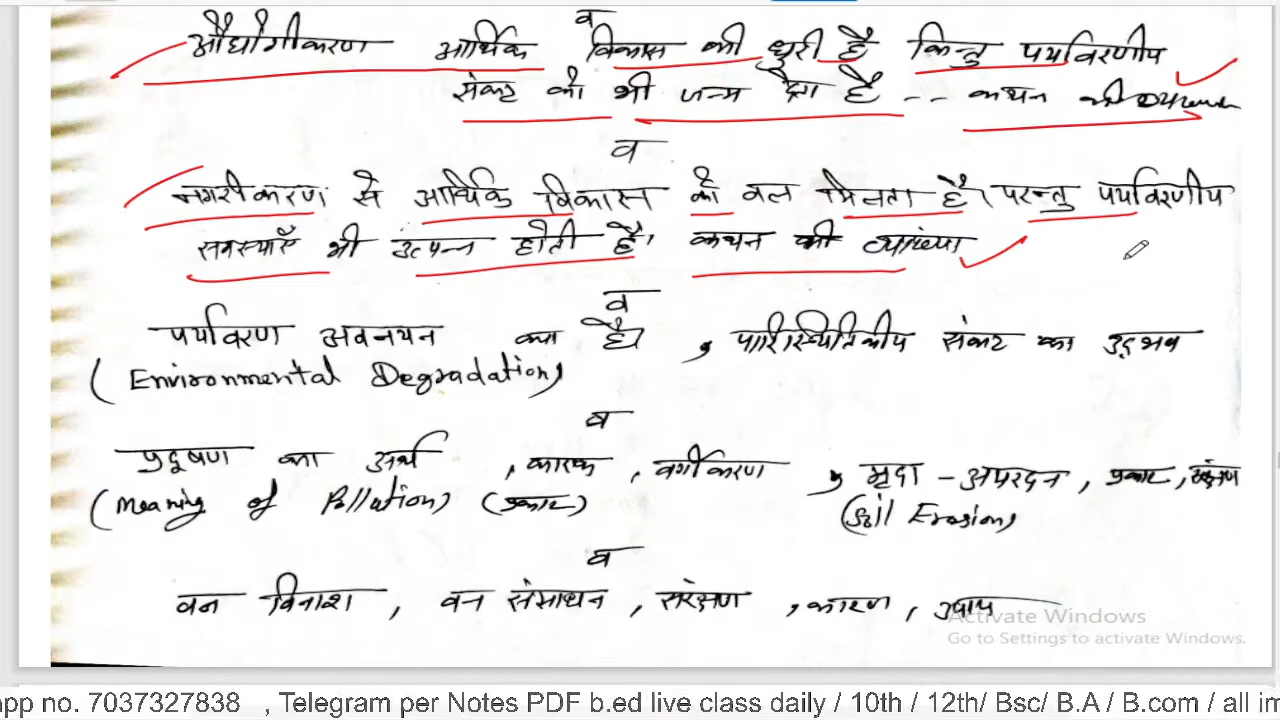 व
औद्योगीकरण आर्थिक विकास की धुरी है किन्तु पर्यावरणीय
संकट को भी जन्म देता है -- कथन की
व
नगरीकरण से आर्थिक विकास को बल मिलता है। परन्तु पर्यावरणीय
समस्याएँ भी उत्पन्न होती है, कथन की व्याख्या
व
पर्यावरण अवनयन क्या है। , पारिस्थितिकीय संकट का उद्भव
(Environmental Degradation)
व
प्रदूषण का अर्थ , कारक , वर्गीकरण , मृदा - अपरदन , प्रकार , संरक्षण
(Meaning of Pollution) (प्रकार) (Soil Erosion)
व
वन विनाश , वन संसाधन , संरक्षण , कारण , उपाय
Activate Windows
Go to Settings to activate Windows.
app no. 7037327838 , Telegram per Notes PDF b.ed live class daily / 10th / 12th/ Bsc/ B.A / B.com / all in